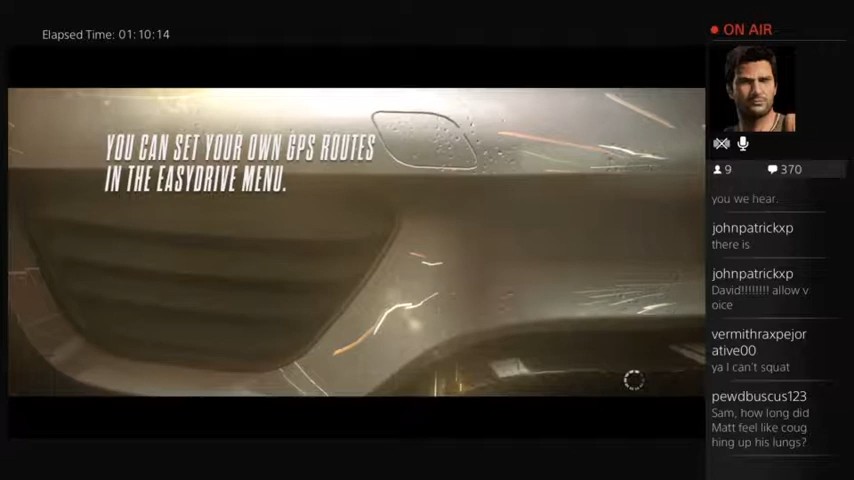 Elapsed Time: 01:10:14
ON AIR
YOU CAN SET YOUR OWN GPS ROUTES
IN THE EASYDRIVE MENU.
9 370
you we hear.
johnpatrickxp
there is
johnpatrickxp
David!!!!!!!! allow v
oice
vermithraxpejor
ative00
ya I can't squat
pewdbuscus123
Sam, how long did
Matt feel like coug
hing up his lungs?